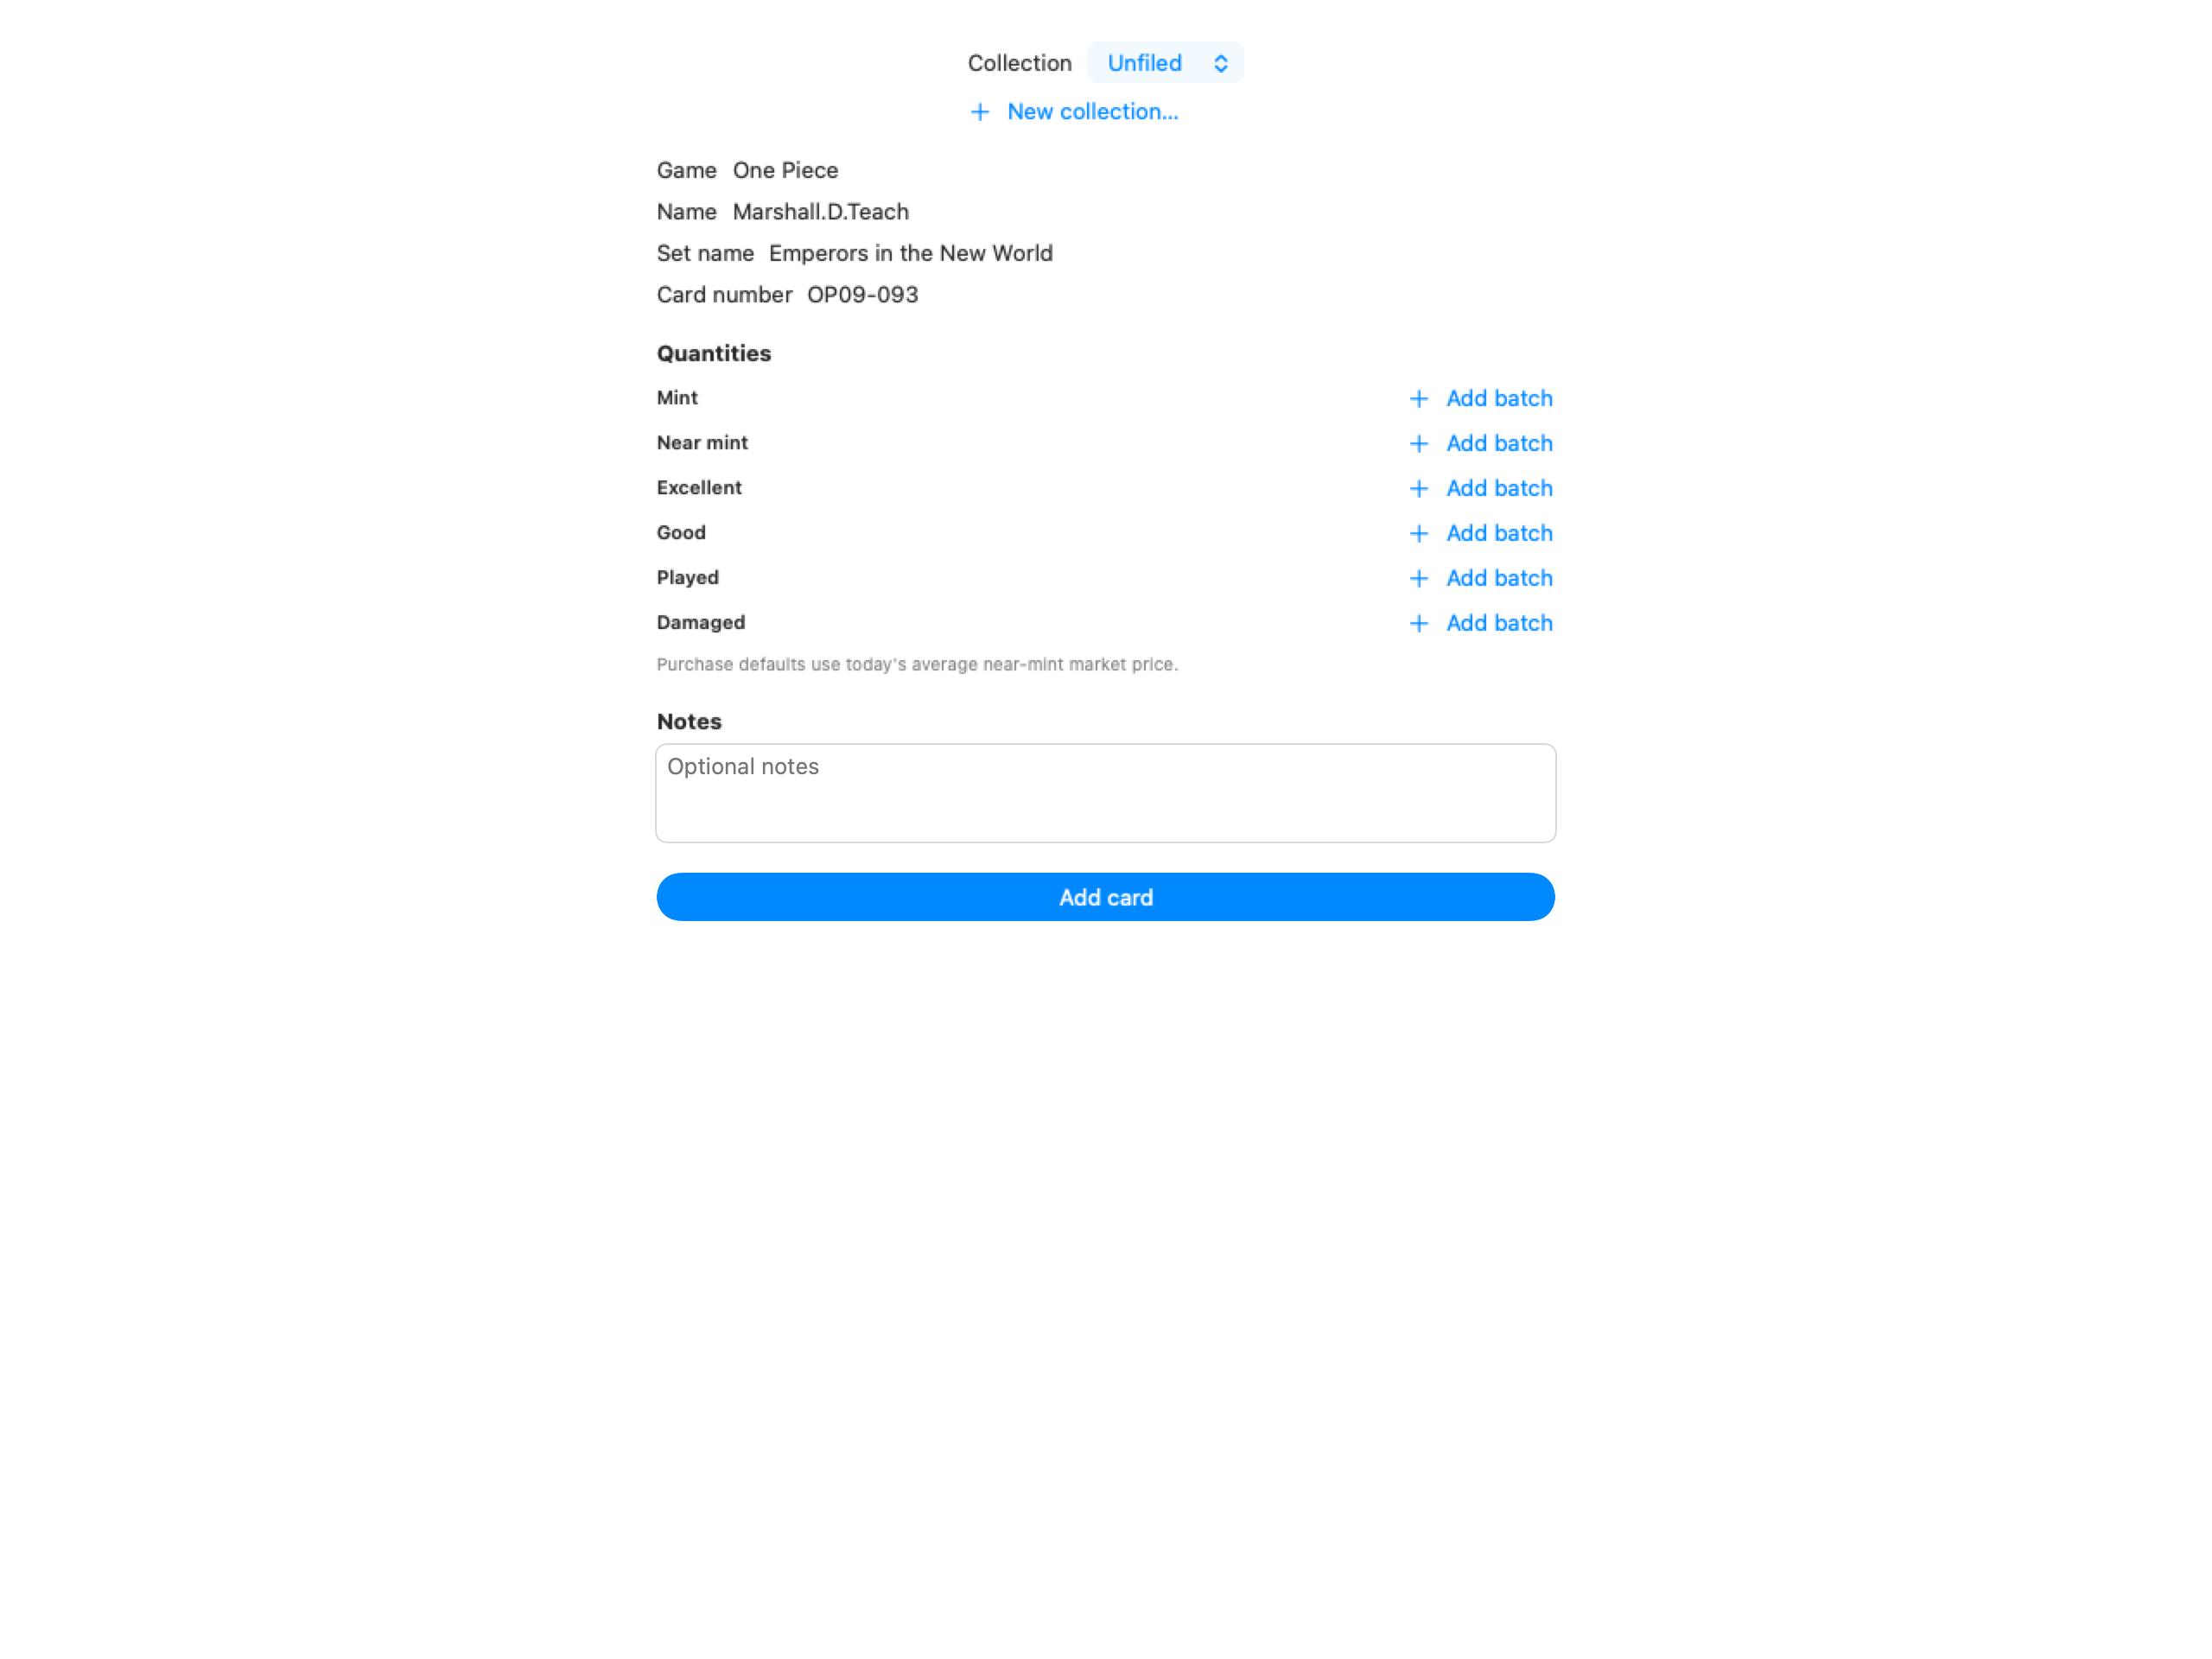 Collection Unfiled
New collection...
Game One Piece
Name Marshall.D.Teach
Set name Emperors in the New World
Card number OP09-093
Quantities
Mint Add batch
Near mint Add batch
Excellent Add batch
Good Add batch
Played Add batch
Damaged Add batch
Purchase defaults use today's average near-mint market price.
Notes
Optional notes
Add card